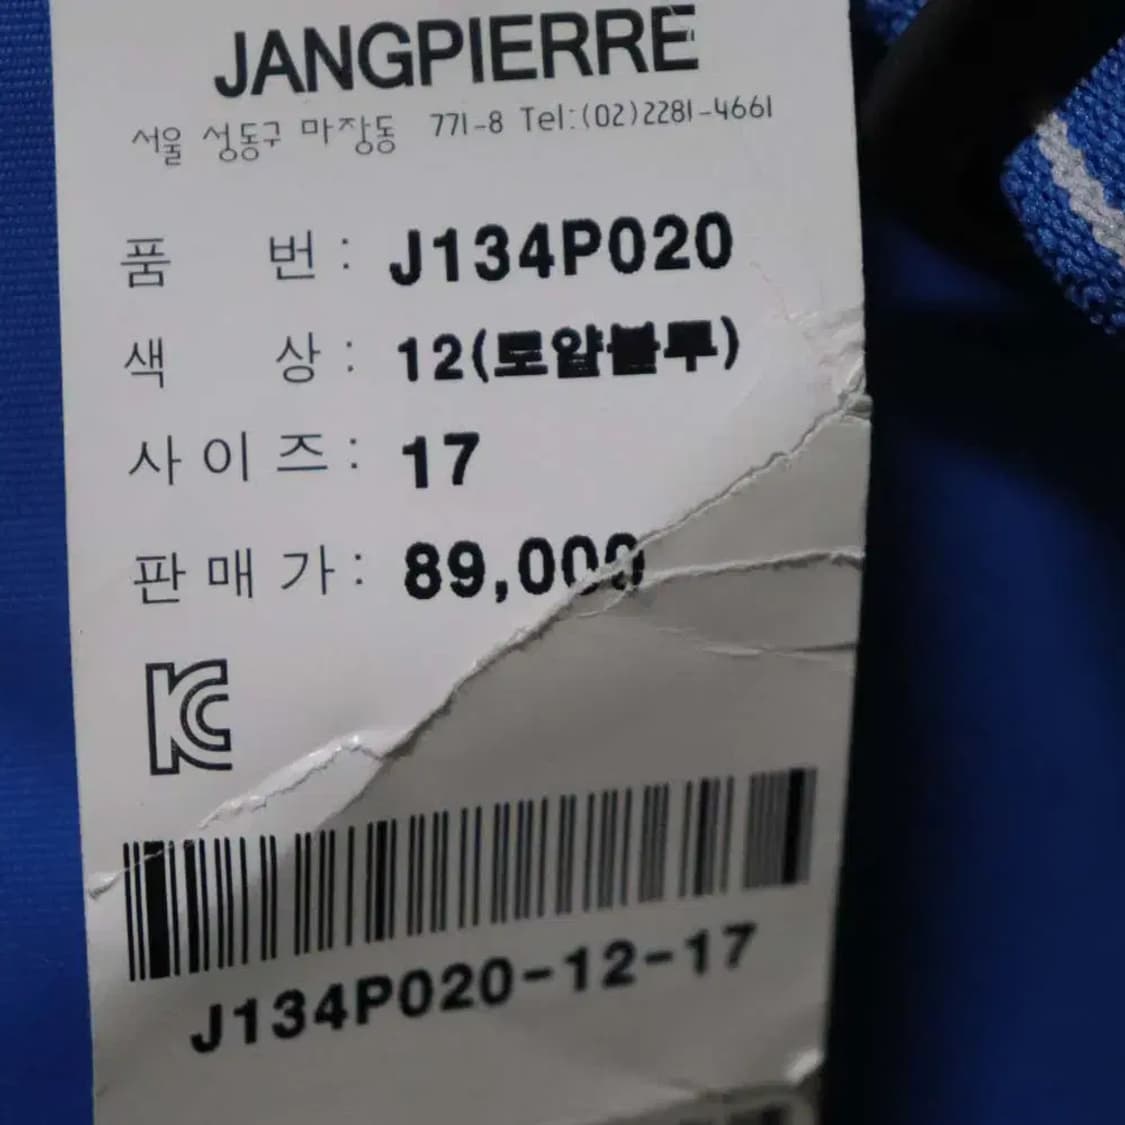 JANGPIERRE
서울 성동구 마장동 771-8 Tel:(02)2281-4661
품 번 : J134P020
색 상 : 12(로얄블루)
사 이 즈 : 17
판 매 가 : 89,000
KC
J134P020-12-17